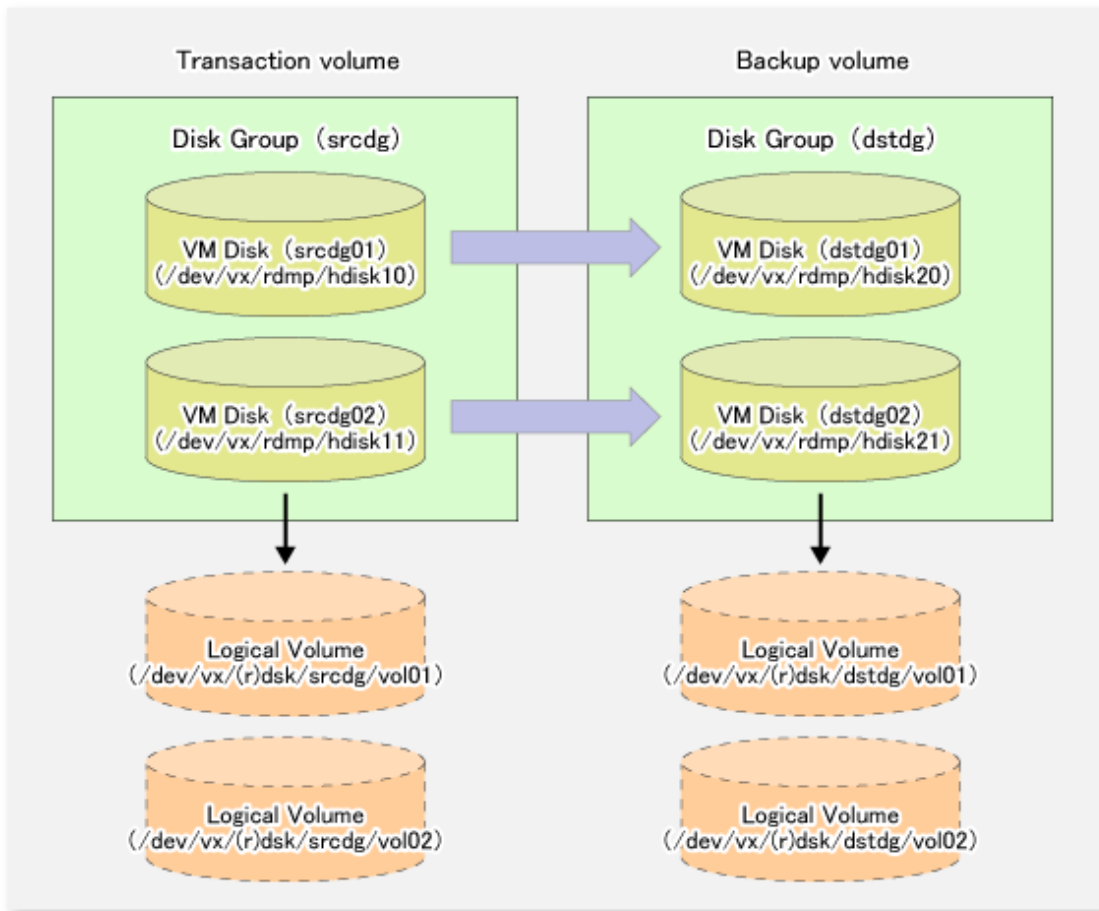 Transaction volume
Backup volume
Disk Group (srcdg)
VM Disk (srcdg01)
(/dev/vx/rdmp/hdisk10)
VM Disk (srcdg02)
(/dev/vx/rdmp/hdisk11)
Disk Group (dstdg)
VM Disk (dstdg01)
(/dev/vx/rdmp/hdisk20)
VM Disk (dstdg02)
(/dev/vx/rdmp/hdisk21)
Logical Volume
(/dev/vx/(r)dsk/srcdg/vol01)
Logical Volume
(/dev/vx/(r)dsk/srcdg/vol02)
Logical Volume
(/dev/vx/(r)dsk/dstdg/vol01)
Logical Volume
(/dev/vx/(r)dsk/dstdg/vol02)